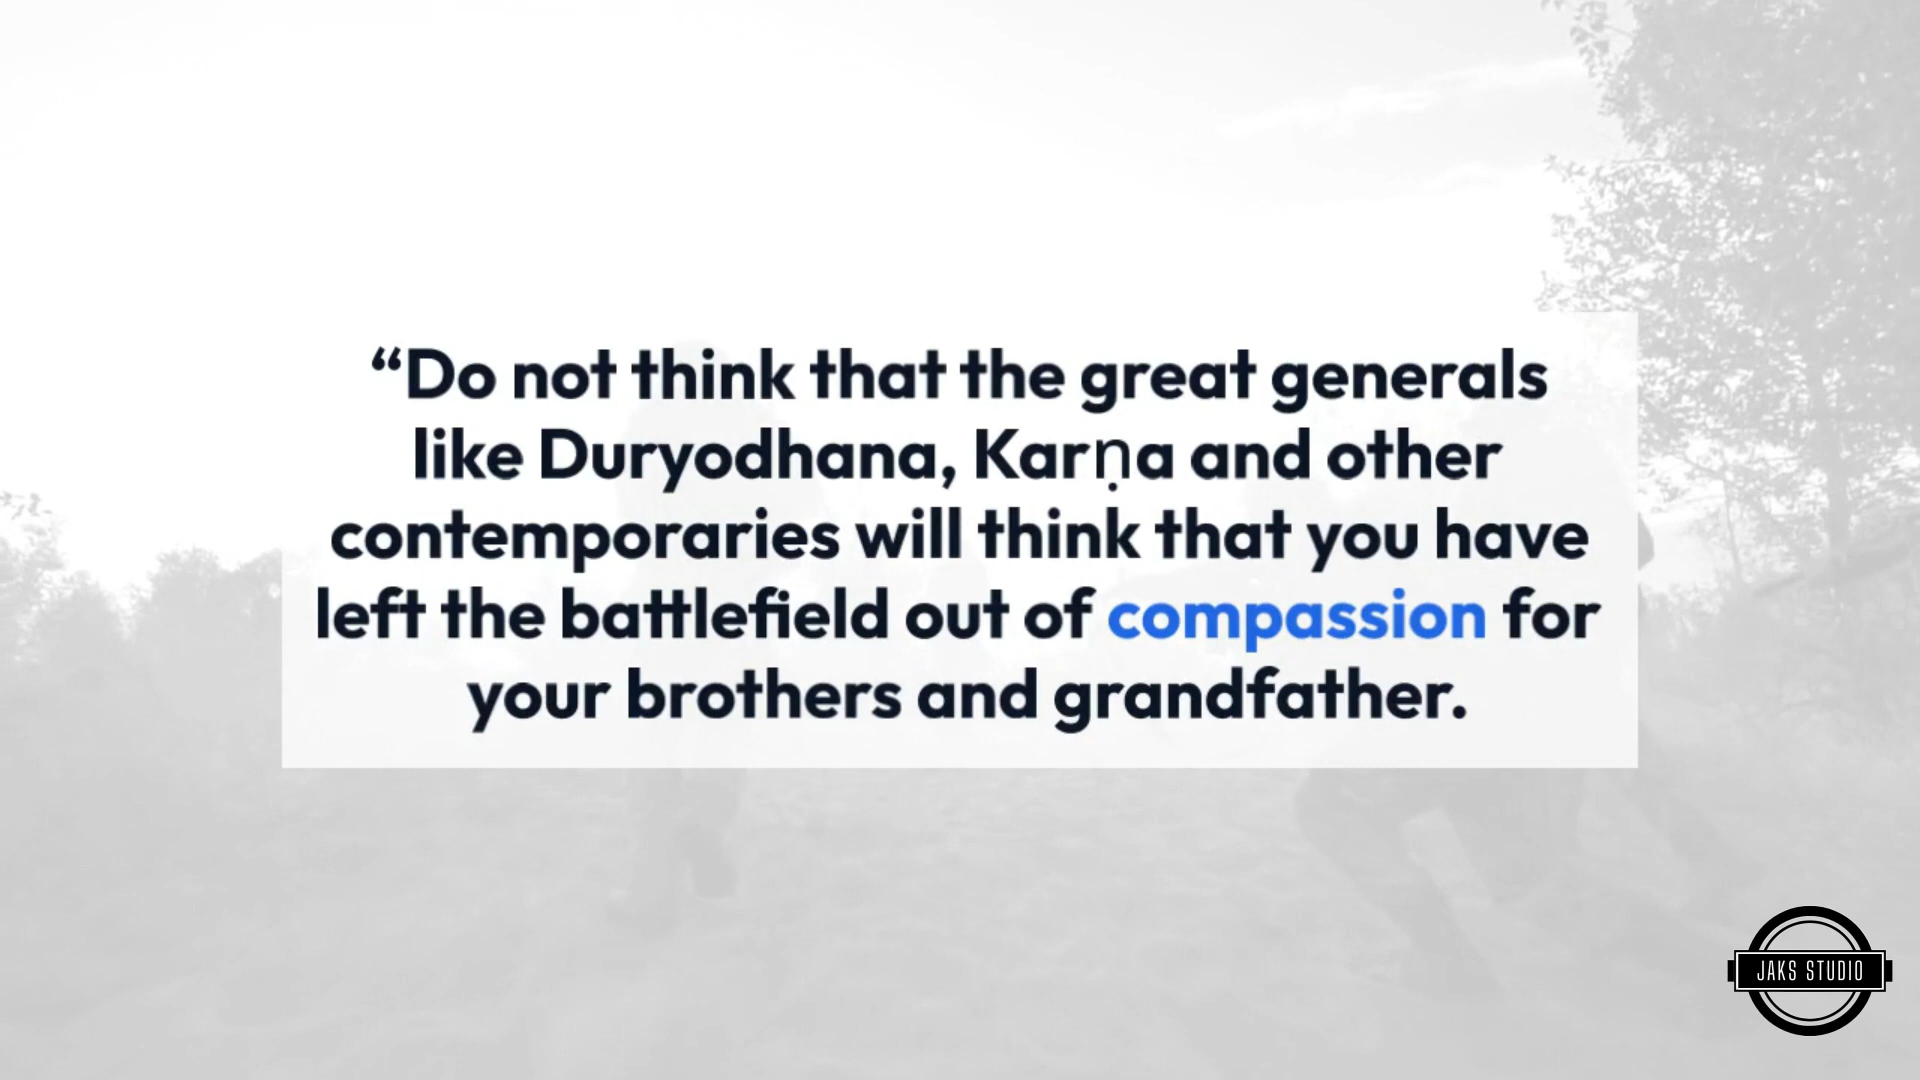 “Do not think that the great generals
like Duryodhana, Karṇa and other
contemporaries will think that you have
left the battlefield out of compassion for
your brothers and grandfather.
JAKS STUDIO